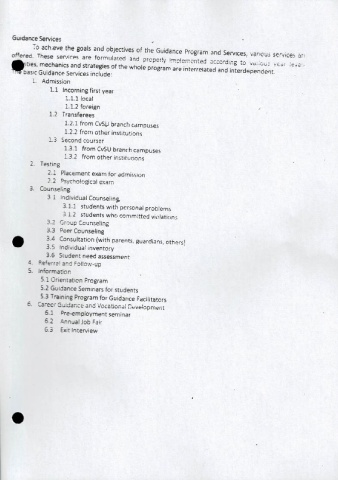 Guidance Services
To achieve the goals and objectives of the Guidance Program and Services, various services are
offered. These services are formulated and properly implemented according to various year level
mechanics and strategies of the whole program are interrelated and interdependent.
The basic Guidance Services include:
1. Admission
1.1 Incoming first year
1.1.1 local
1.1.2 foreign
1.2 Transferees
1.2.1 from CvSU branch campuses
1.2.2 from other institutions
1.3 Second courser
1.3.1 from CvSU branch campuses
1.3.2 from other institutions
2. Testing
2.1 Placement exam for admission
2.2 Psychological exam
3. Counseling
3.1 Individual Counseling,
3.1.1 students with personal problems
3.1.2 students who committed violations
3.2 Group Counseling
3.3 Peer Counseling
3.4 Consultation (with parents, guardians, others)
3.5 Individual inventory
3.6 Student need assessment
4. Referral and Follow-up
5. Information
5.1 Orientation Program
5.2 Guidance Seminars for students
5.3 Training Program for Guidance Facilitators
6. Career Guidance and Vocational Development
6.1 Pre-employment seminar
6.2 Annual Job Fair
6.3 Exit Interview